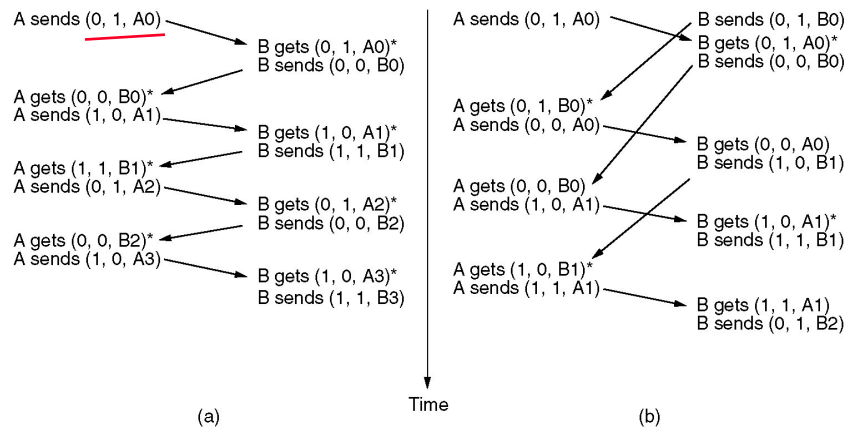 A sends (0, 1, A0)
B gets (0, 1, A0)*
B sends (0, 0, B0)
A gets (0, 0, B0)*
A sends (1, 0, A1)
B gets (1, 0, A1)*
B sends (1, 1, B1)
A gets (1, 1, B1)*
A sends (0, 1, A2)
B gets (0, 1, A2)*
B sends (0, 0, B2)
A gets (0, 0, B2)*
A sends (1, 0, A3)
B gets (1, 0, A3)*
B sends (1, 1, B3)
(a)
Time
A sends (0, 1, A0)
B sends (0, 1, B0)
B gets (0, 1, A0)*
B sends (0, 0, B0)
A gets (0, 1, B0)*
A sends (0, 0, A0)
B gets (0, 0, A0)
B sends (1, 0, B1)
A gets (0, 0, B0)
A sends (1, 0, A1)
B gets (1, 0, A1)*
B sends (1, 1, B1)
A gets (1, 0, B1)*
A sends (1, 1, A1)
B gets (1, 1, A1)
B sends (0, 1, B2)
(b)